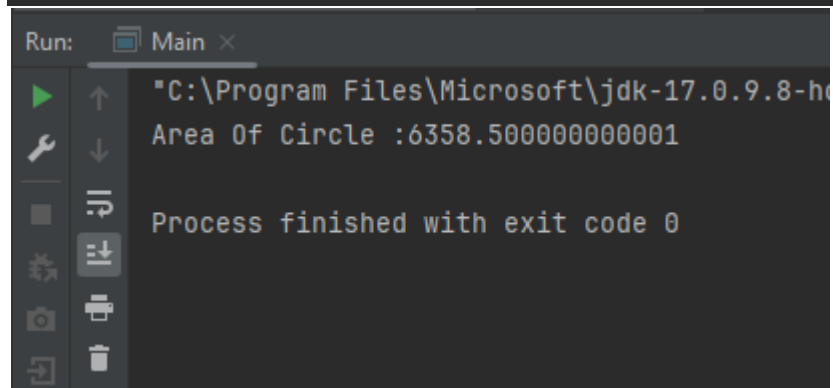 Run: Main
"C:\Program Files\Microsoft\jdk-17.0.9.8-ho
Area Of Circle :6358.500000000001
Process finished with exit code 0